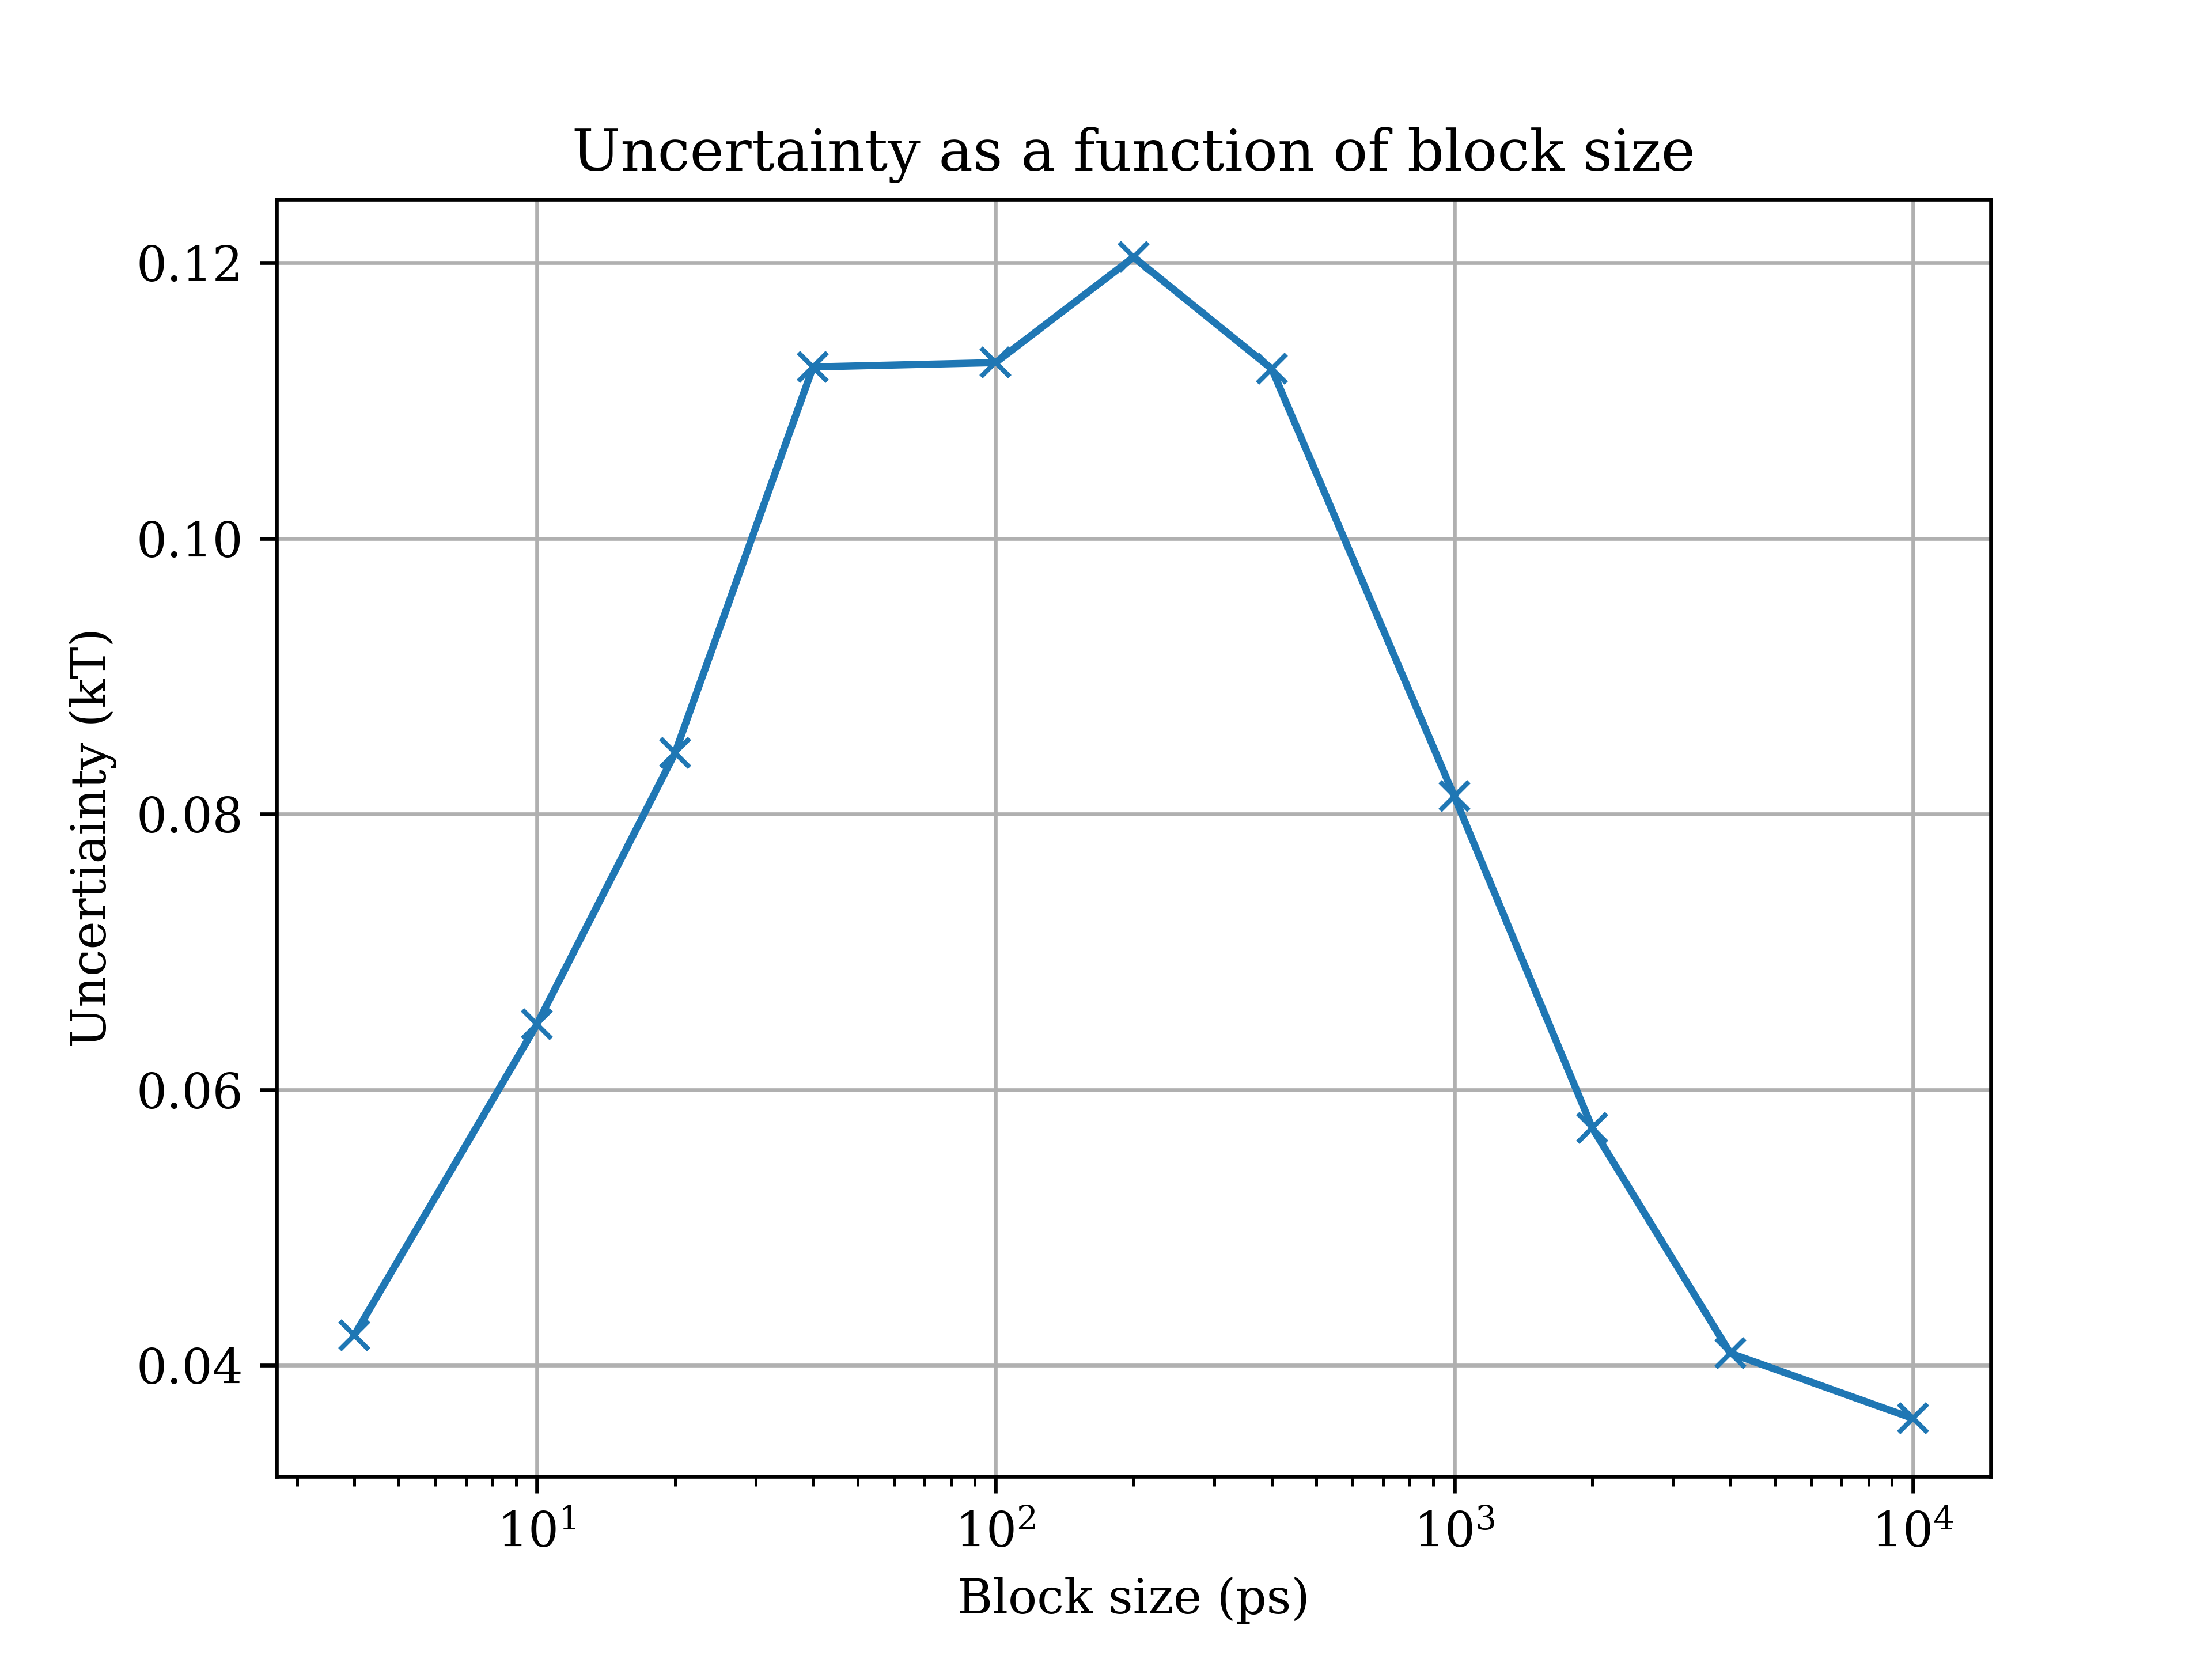 Uncertainty as a function of block size
0.12
0.10
0.08
0.06
0.04
Uncertiainty (kT)
10¹ 10² 10³ 10⁴
Block size (ps)